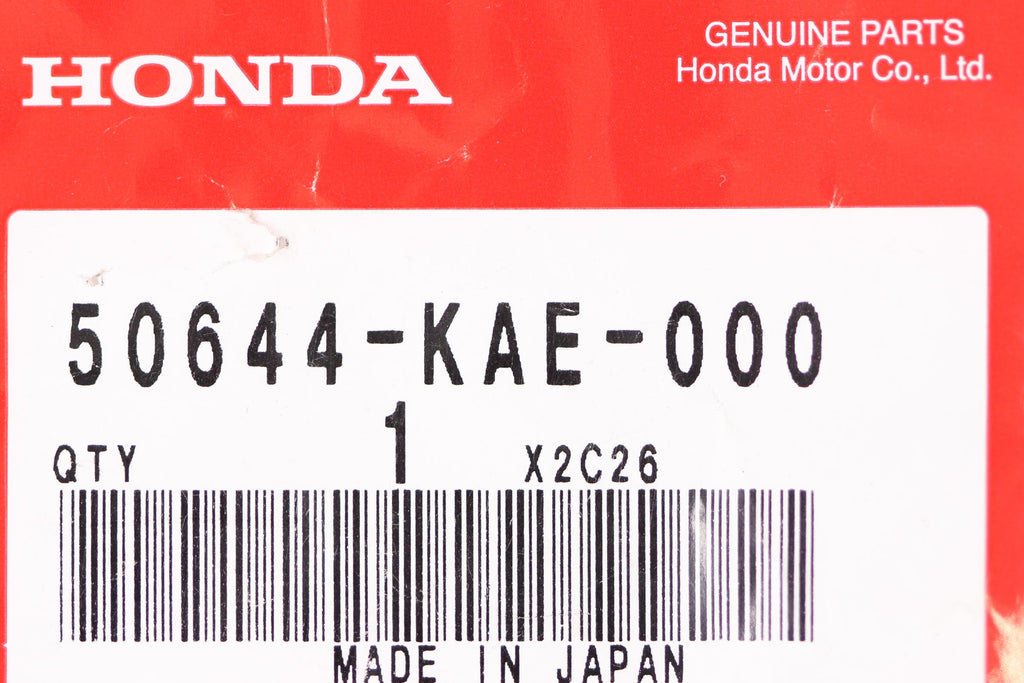 HONDA
GENUINE PARTS
Honda Motor Co., Ltd.
50644-KAE-000
QTY 1 X2C26
MADE IN JAPAN